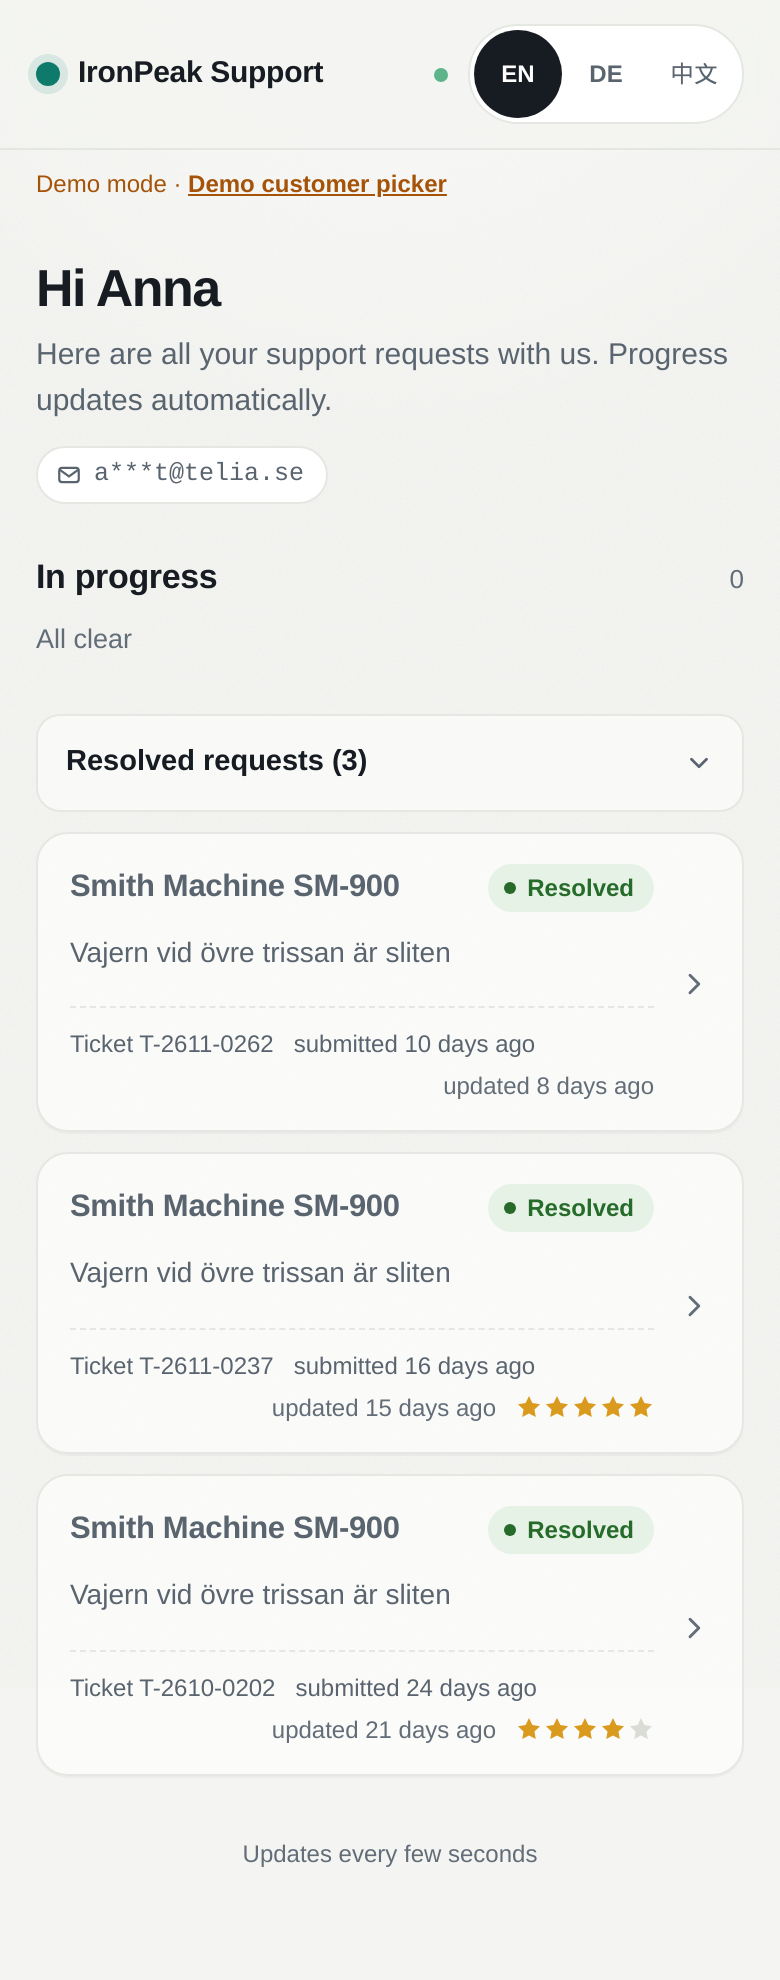 IronPeak Support
EN DE 中文
Demo mode · Demo customer picker
Hi Anna
Here are all your support requests with us. Progress
updates automatically.
a***t@telia.se
In progress 0
All clear
Resolved requests (3)
Smith Machine SM-900 Resolved
Vajern vid övre trissan är sliten
Ticket T-2611-0262 submitted 10 days ago
updated 8 days ago
Smith Machine SM-900 Resolved
Vajern vid övre trissan är sliten
Ticket T-2611-0237 submitted 16 days ago
updated 15 days ago
Smith Machine SM-900 Resolved
Vajern vid övre trissan är sliten
Ticket T-2610-0202 submitted 24 days ago
updated 21 days ago
Updates every few seconds